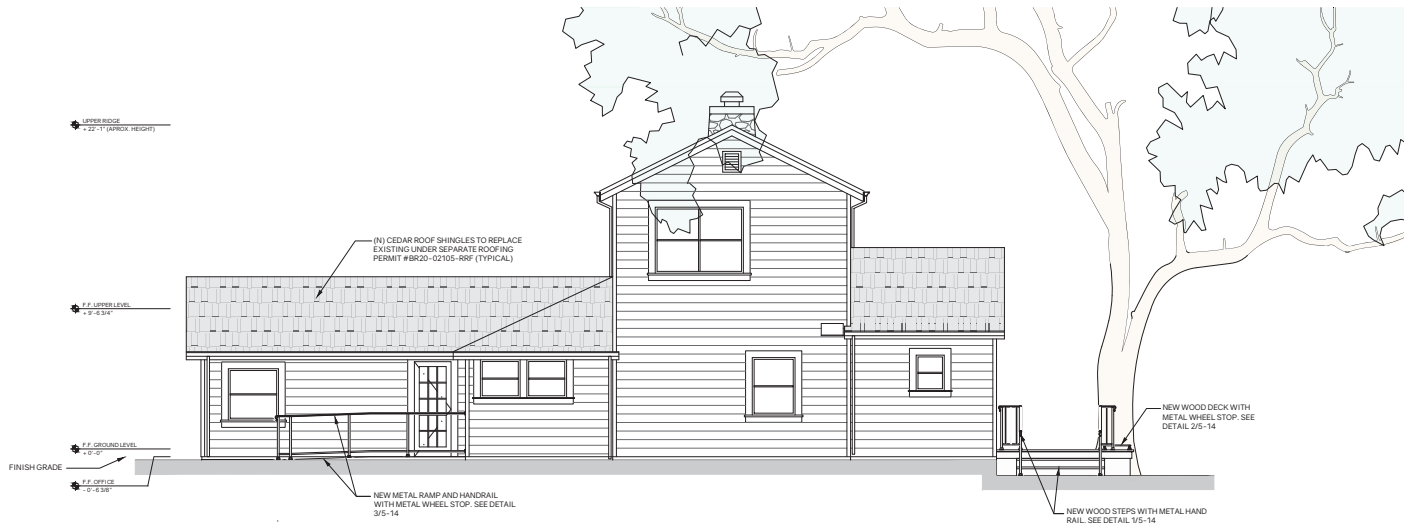 UPPER RIDGE
+ 22'-1" (APROX. HEIGHT)
(N) CEDAR ROOF SHINGLES TO REPLACE
EXISTING UNDER SEPARATE ROOFING
PERMIT #BR20-02105-RRF (TYPICAL)
F.F. UPPER LEVEL
+ 9'-6 3/4"
NEW WOOD DECK WITH
METAL WHEEL STOP. SEE
DETAIL 2/5-14
F.F. GROUND LEVEL
+ 0'-0"
FINISH GRADE
F.F. OFFICE
- 0'-6 3/8"
NEW METAL RAMP AND HANDRAIL
WITH METAL WHEEL STOP. SEE DETAIL
3/5-14
NEW WOOD STEPS WITH METAL HAND
RAIL. SEE DETAIL 1/5-14